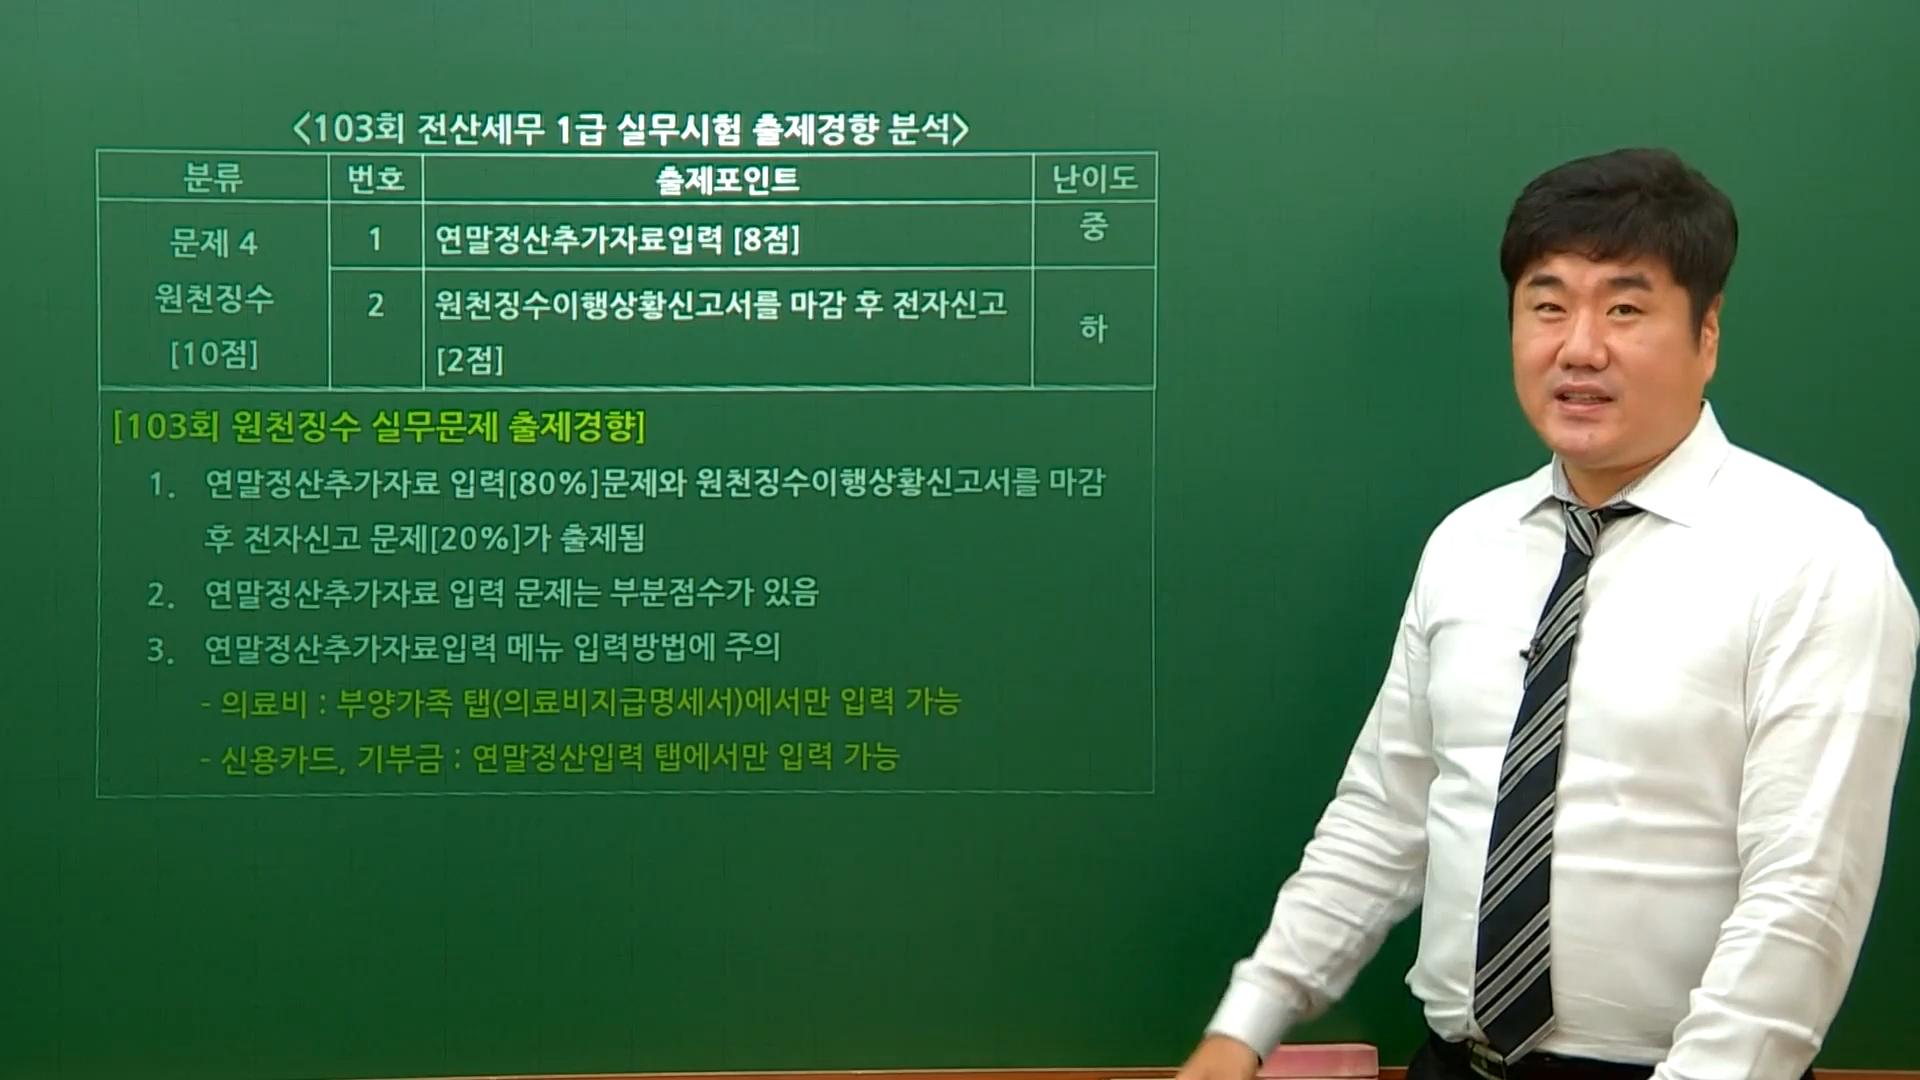 <103회 전산세무 1급 실무시험 출제경향 분석>
분류 번호 출제포인트 난이도
문제 4
원천징수
[10점]
1 연말정산추가자료입력 [8점] 중
2 원천징수이행상황신고서를 마감 후 전자신고
[2점]
하
[103회 원천징수 실무문제 출제경향]
1. 연말정산추가자료 입력[80%]문제와 원천징수이행상황신고서를 마감
후 전자신고 문제[20%]가 출제됨
2. 연말정산추가자료 입력 문제는 부분점수가 있음
3. 연말정산추가자료입력 메뉴 입력방법에 주의
- 의료비 : 부양가족 탭(의료비지급명세서)에서만 입력 가능
- 신용카드, 기부금 : 연말정산입력 탭에서만 입력 가능